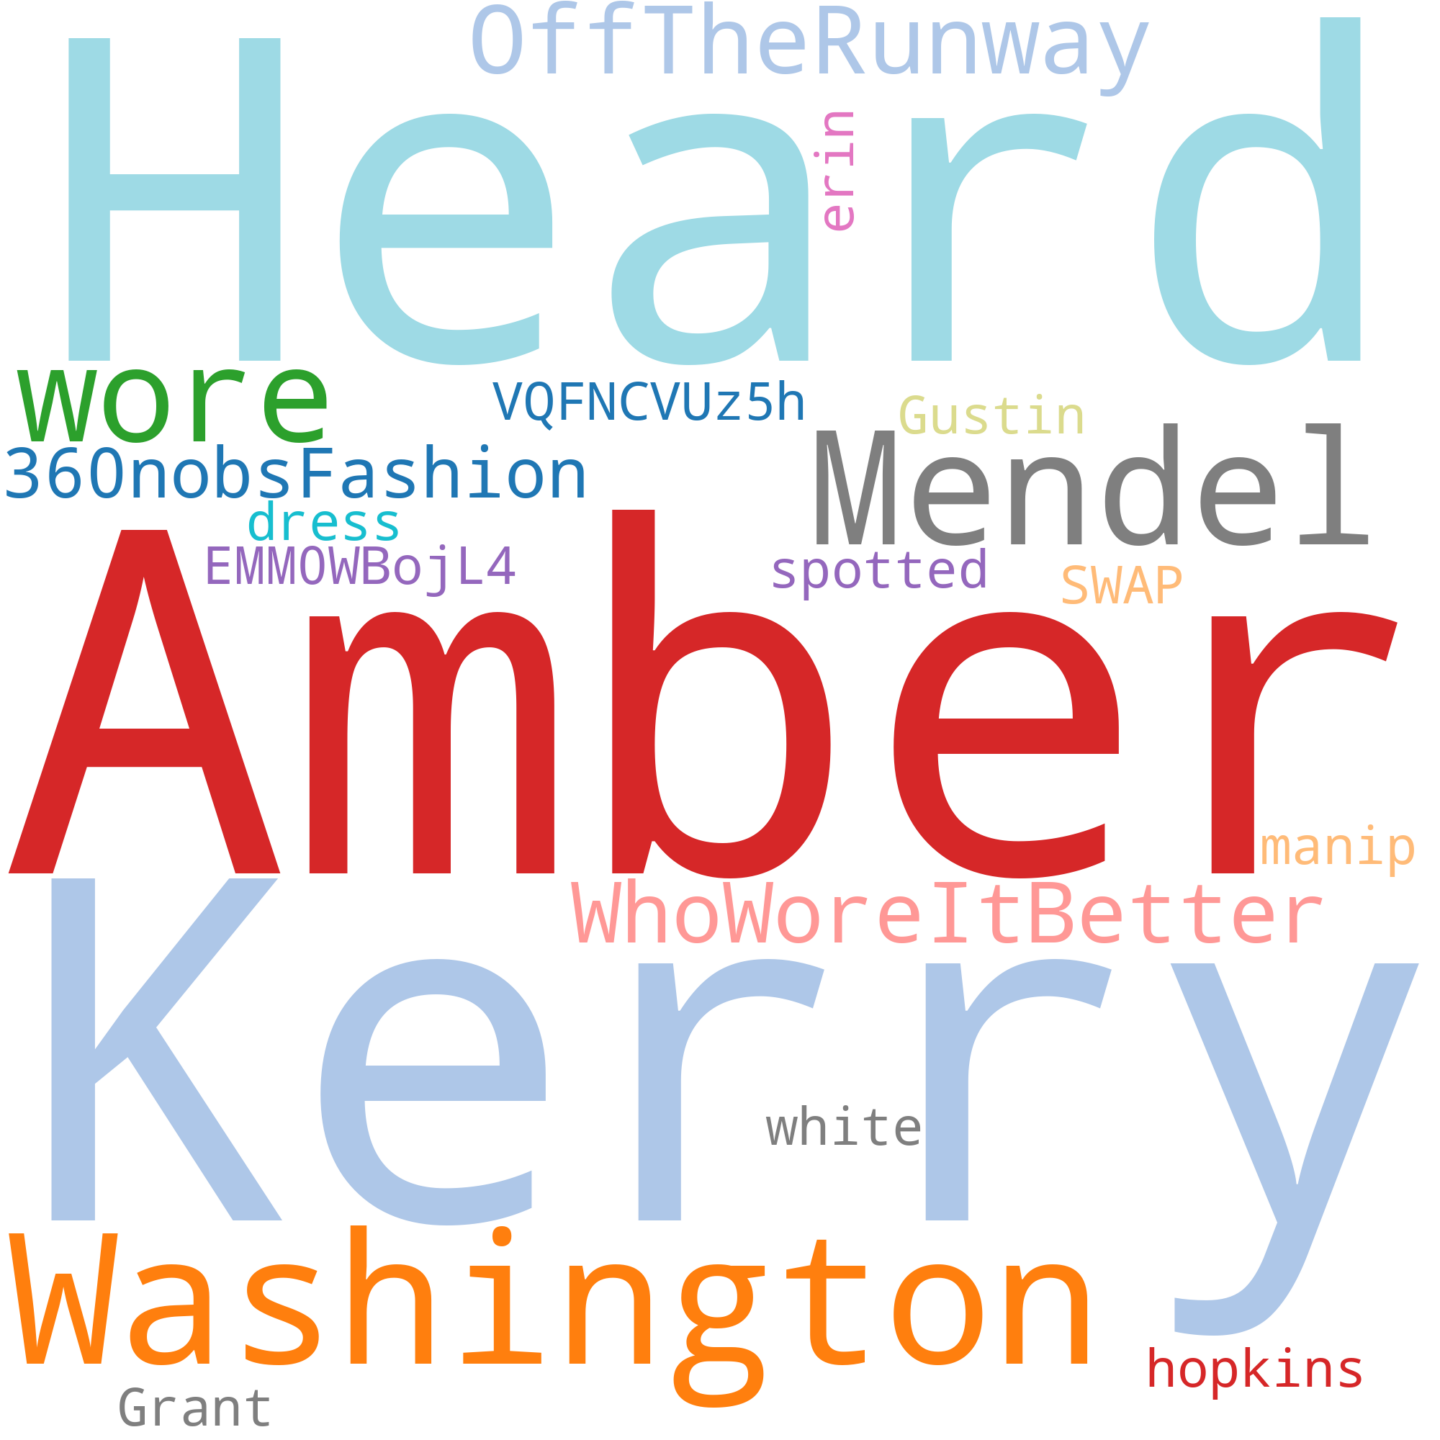 OffTheRunway
Heard
erin
wore
VQFNCVUz5h
Gustin
360nobsFashion
Mendel
dress
EMM0WBojL4
spotted
SWAP
Amber
manip
WhoWoreItBetter
Kerry
white
Washington
hopkins
Grant